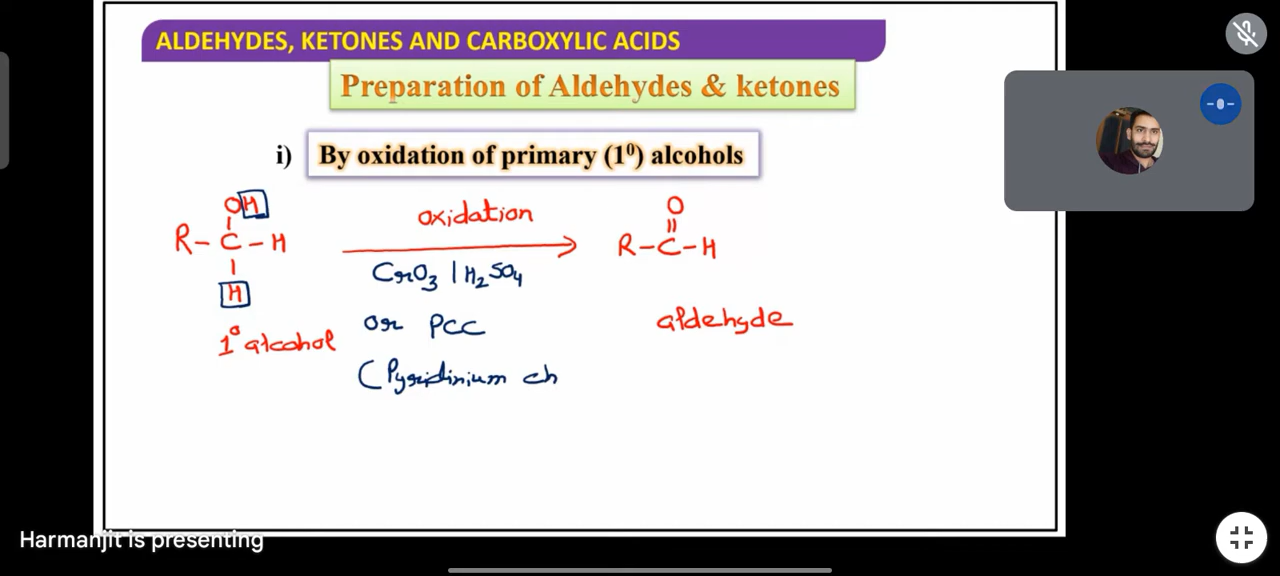 ALDEHYDES, KETONES AND CARBOXYLIC ACIDS
Preparation of Aldehydes & ketones
i) By oxidation of primary (1⁰) alcohols
OH
R-C-H
H
1° alcohol
oxidation
CrO₃ | H₂SO₄
or PCC
(Pyridinium ch
O
||
R-C-H
aldehyde
Harmanjit is presenting